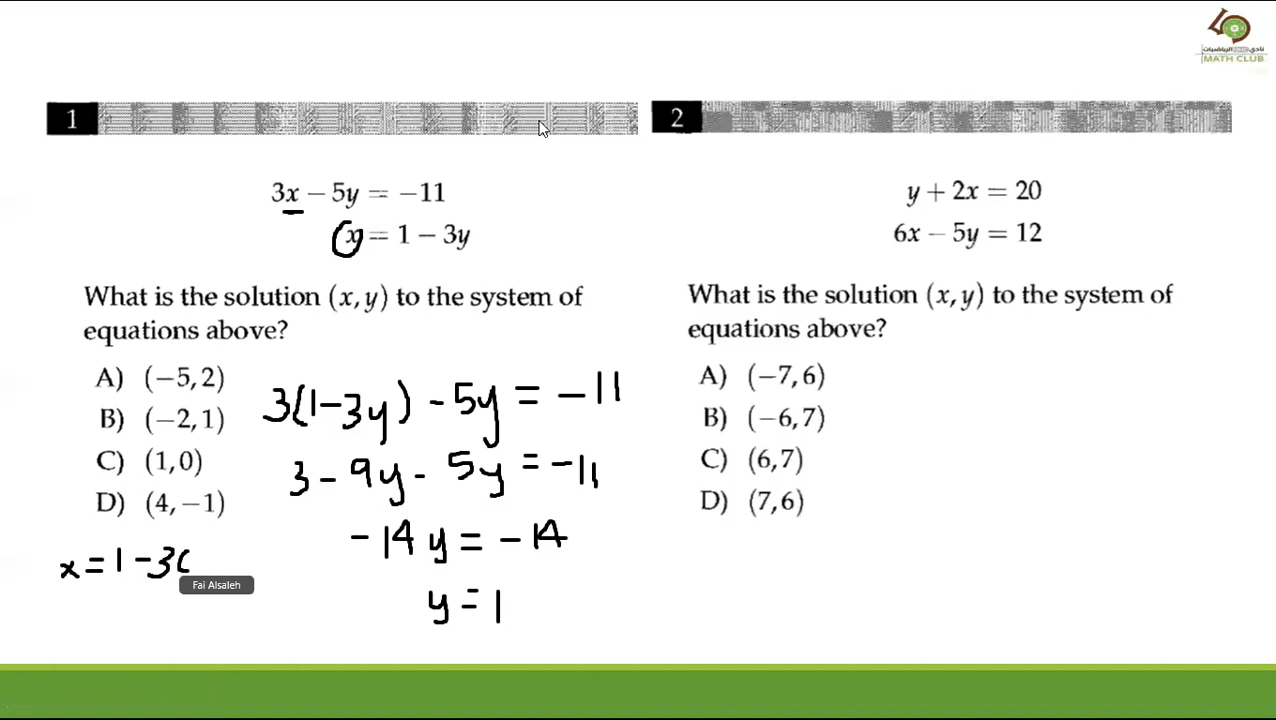 نادي الرياضيات
MATH CLUB
1
3x − 5y = −11
x = 1 − 3y
What is the solution (x, y) to the system of
equations above?
A) (−5, 2)
B) (−2, 1)
C) (1, 0)
D) (4, −1)
3(1-3y) - 5y = -11
3 - 9y - 5y = -11
-14y = -14
y = 1
x = 1 - 3(
Fai Alsaleh
2
y + 2x = 20
6x − 5y = 12
What is the solution (x, y) to the system of
equations above?
A) (−7, 6)
B) (−6, 7)
C) (6, 7)
D) (7, 6)